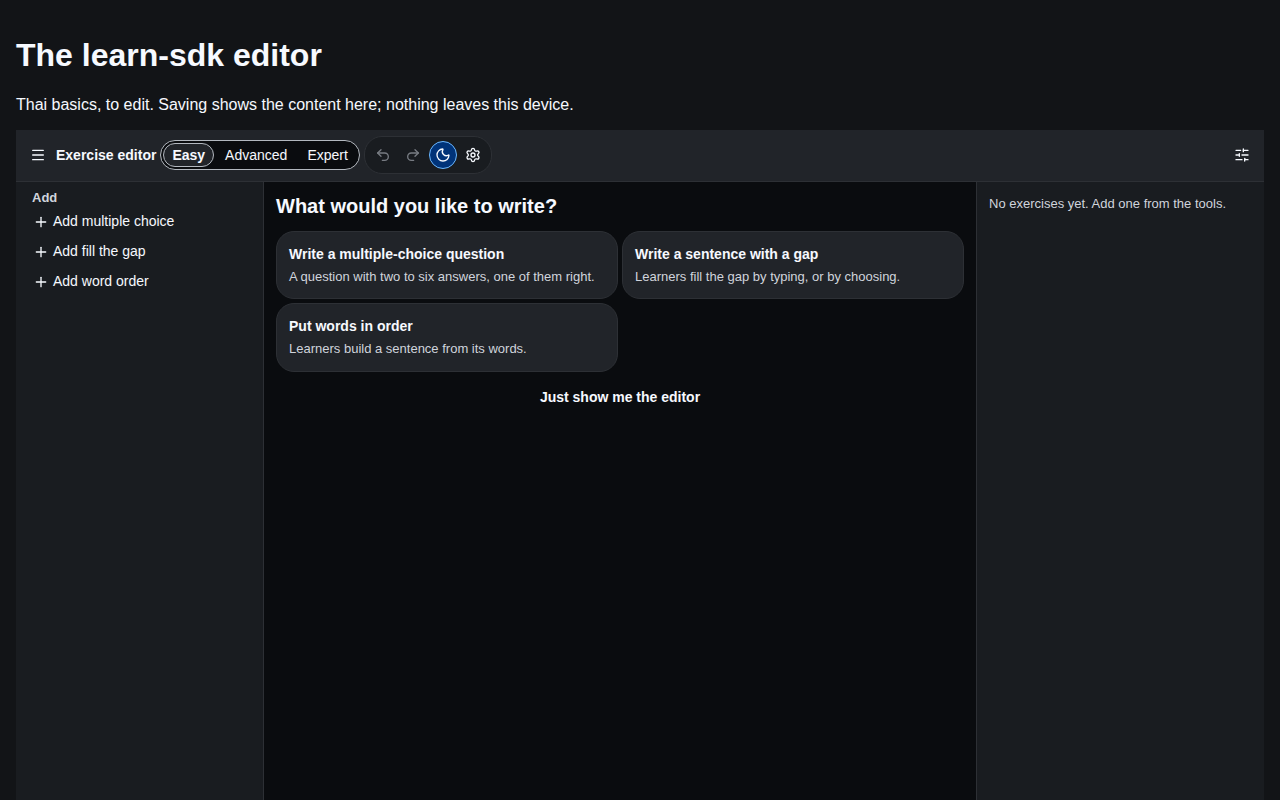 The learn-sdk editor
Thai basics, to edit. Saving shows the content here; nothing leaves this device.
Exercise editor Easy Advanced Expert
Add
Add multiple choice
Add fill the gap
Add word order
What would you like to write?
Write a multiple-choice question
A question with two to six answers, one of them right.
Write a sentence with a gap
Learners fill the gap by typing, or by choosing.
Put words in order
Learners build a sentence from its words.
Just show me the editor
No exercises yet. Add one from the tools.